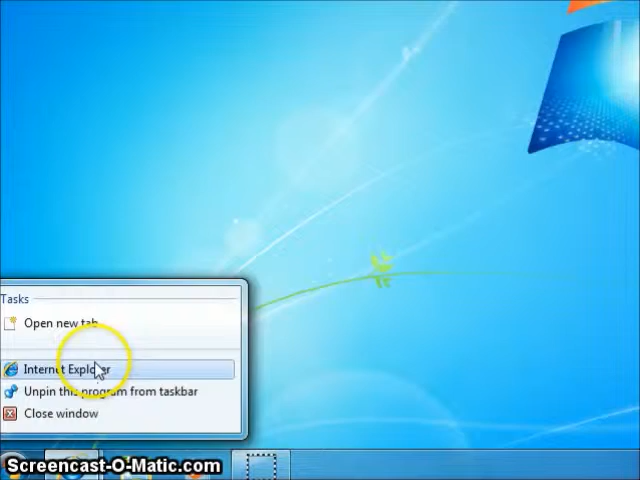 Tasks
Open new tab
Internet Explorer
Unpin this program from taskbar
Close window
Screencast-O-Matic.com